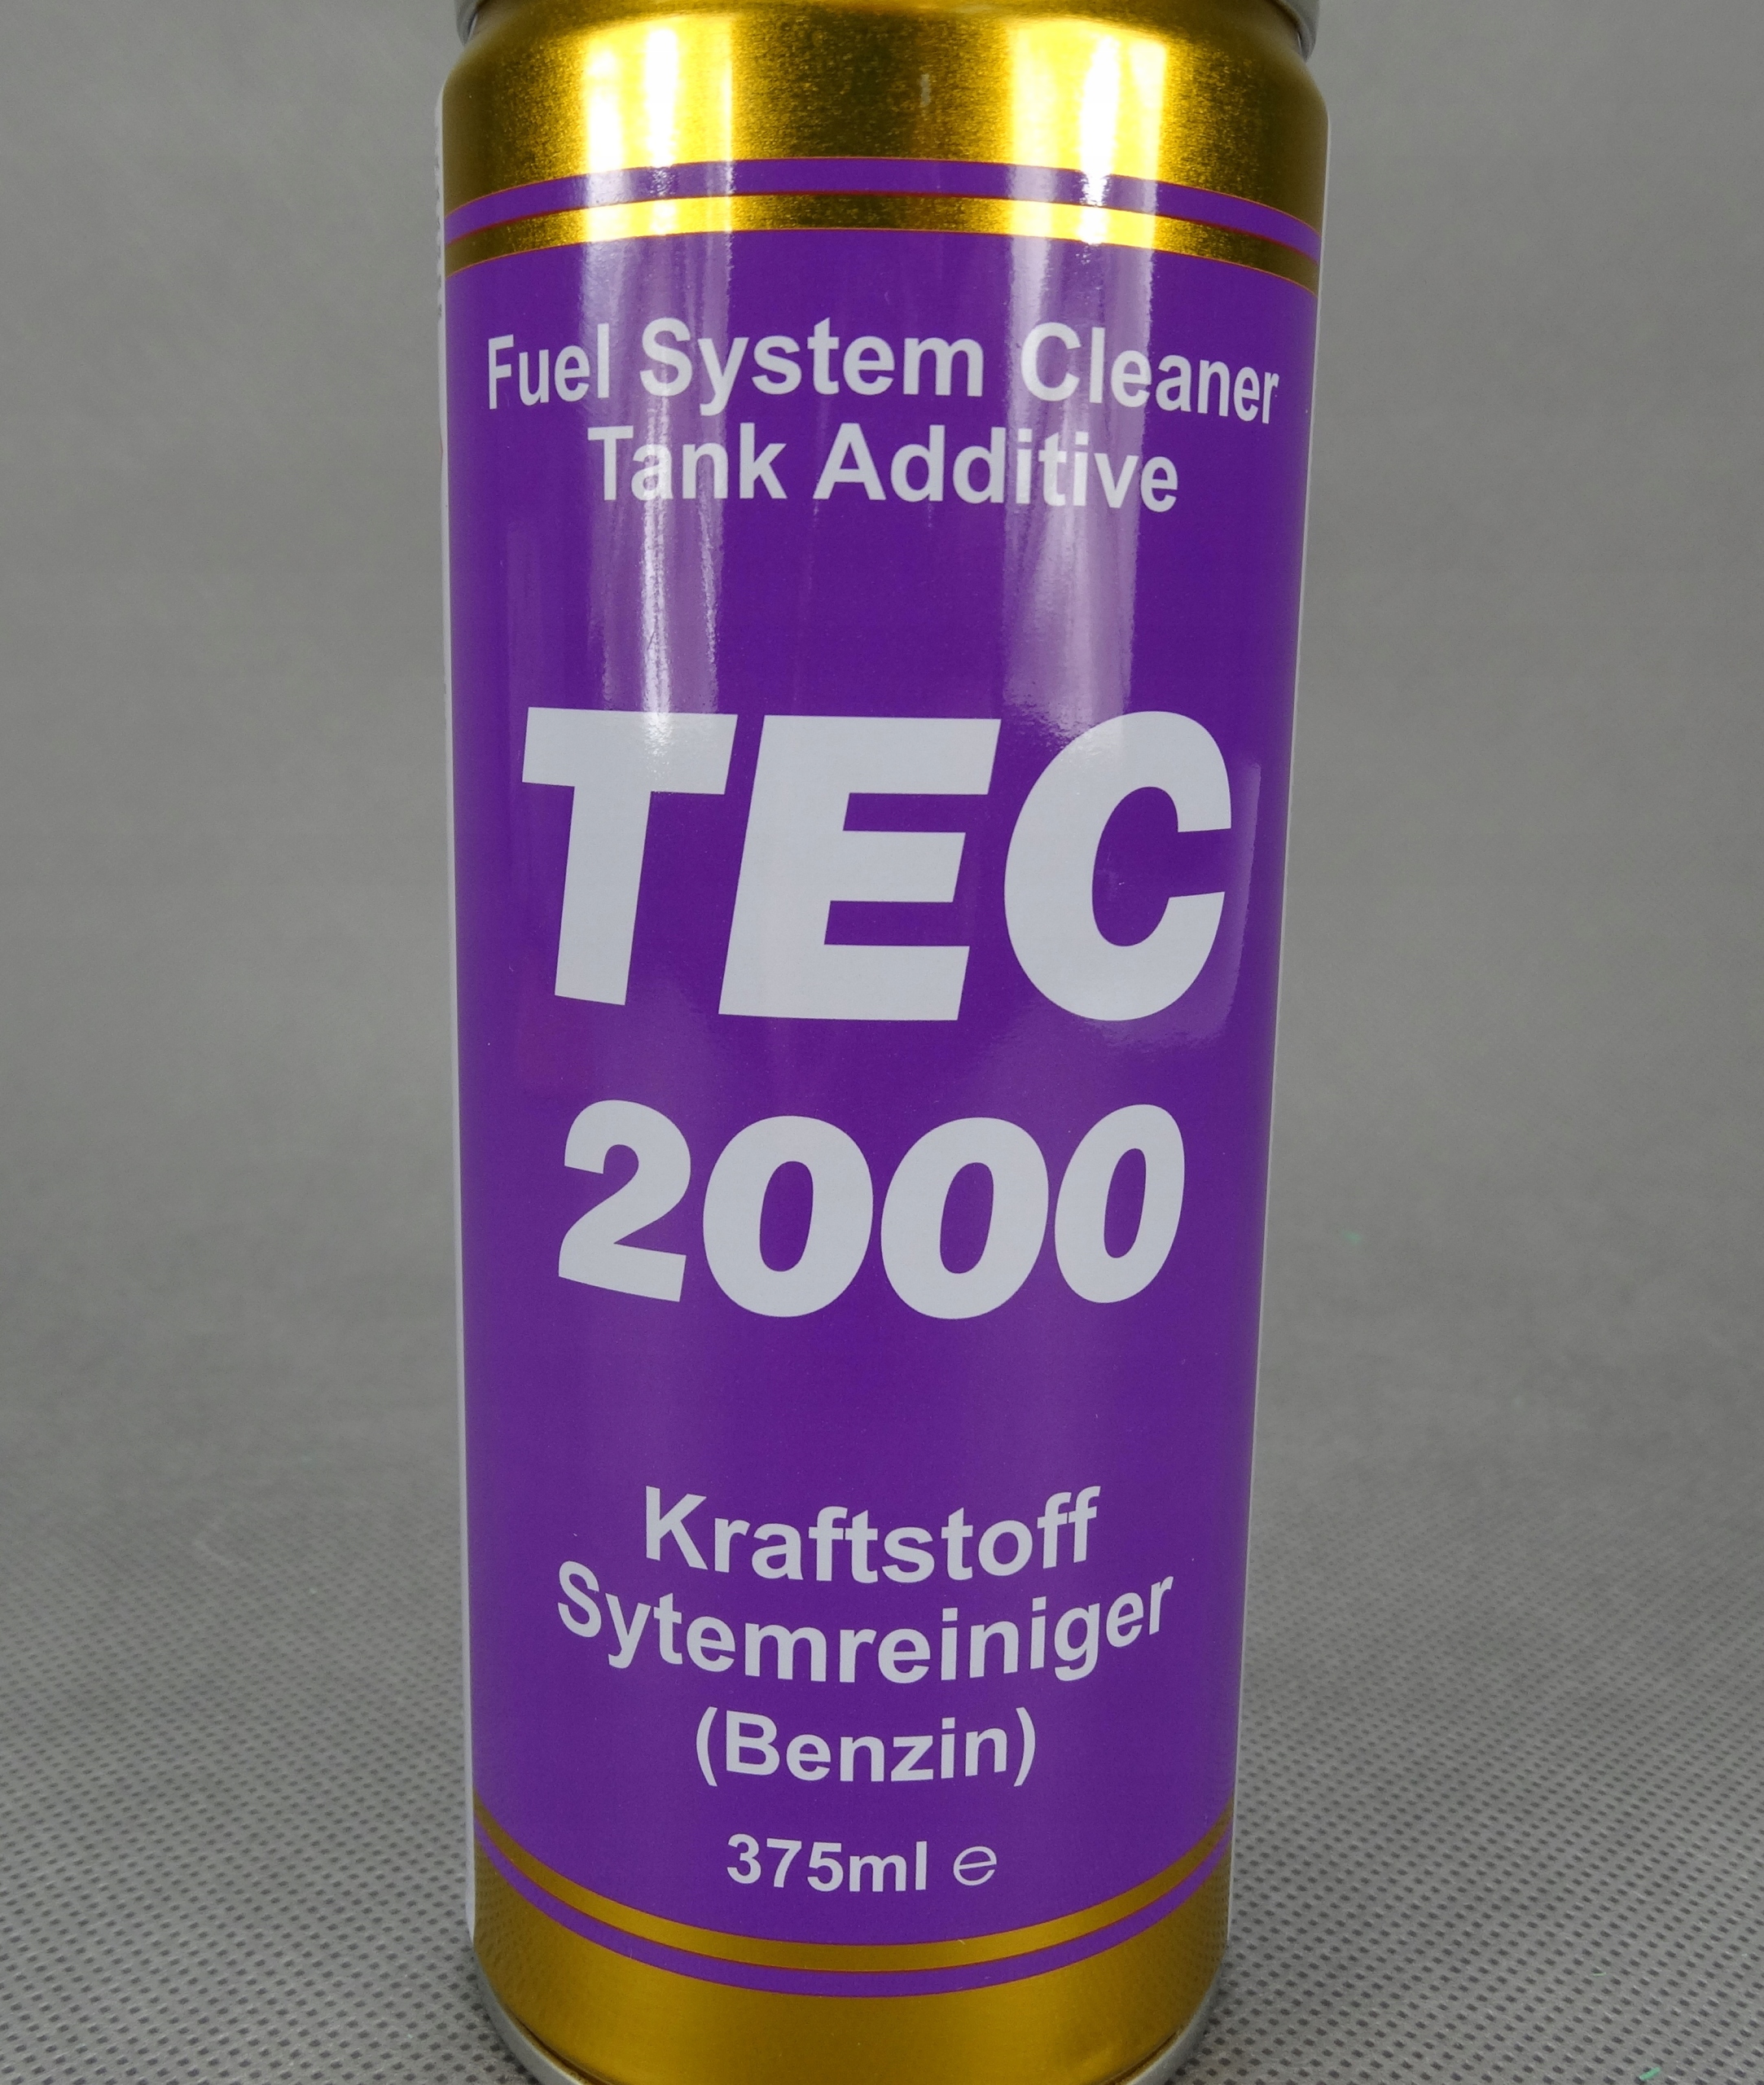 Fuel System Cleaner
Tank Additive
TEC
2000
Kraftstoff
Sytemreiniger
(Benzin)
375ml ℮